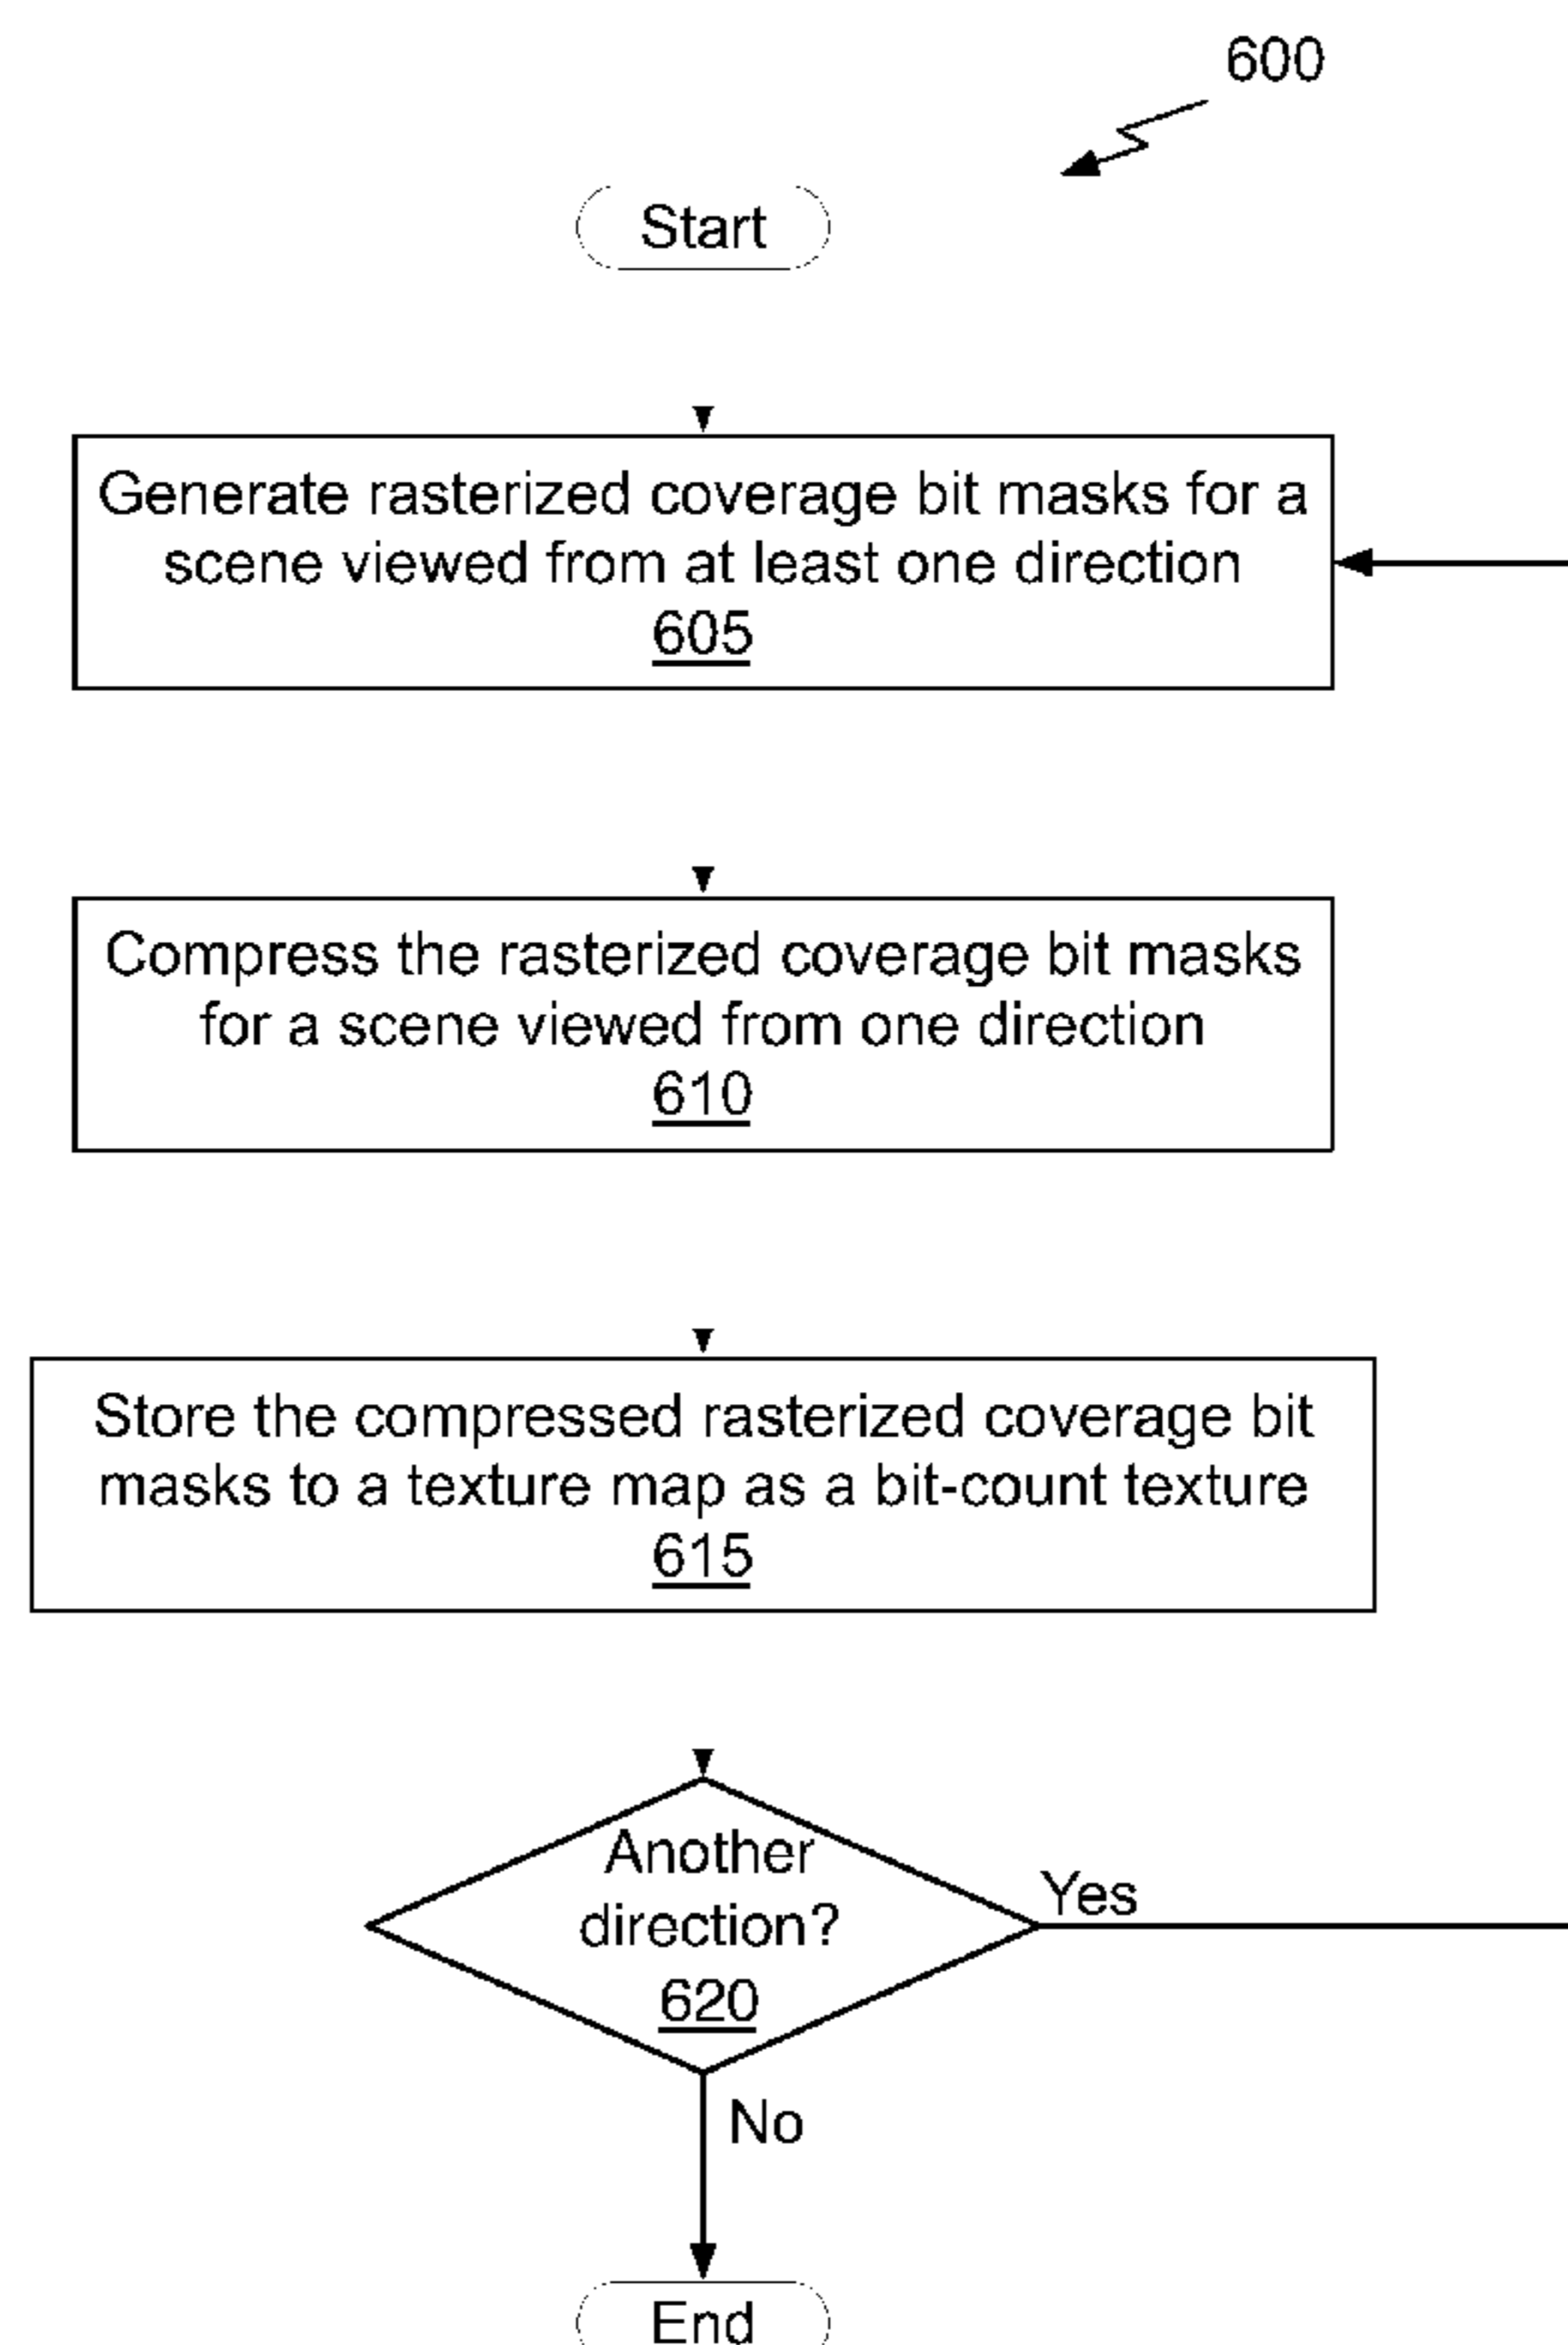 600
Start
Generate rasterized coverage bit masks for a
scene viewed from at least one direction
605
Compress the rasterized coverage bit masks
for a scene viewed from one direction
610
Store the compressed rasterized coverage bit
masks to a texture map as a bit-count texture
615
Another
direction?
620
Yes
No
End